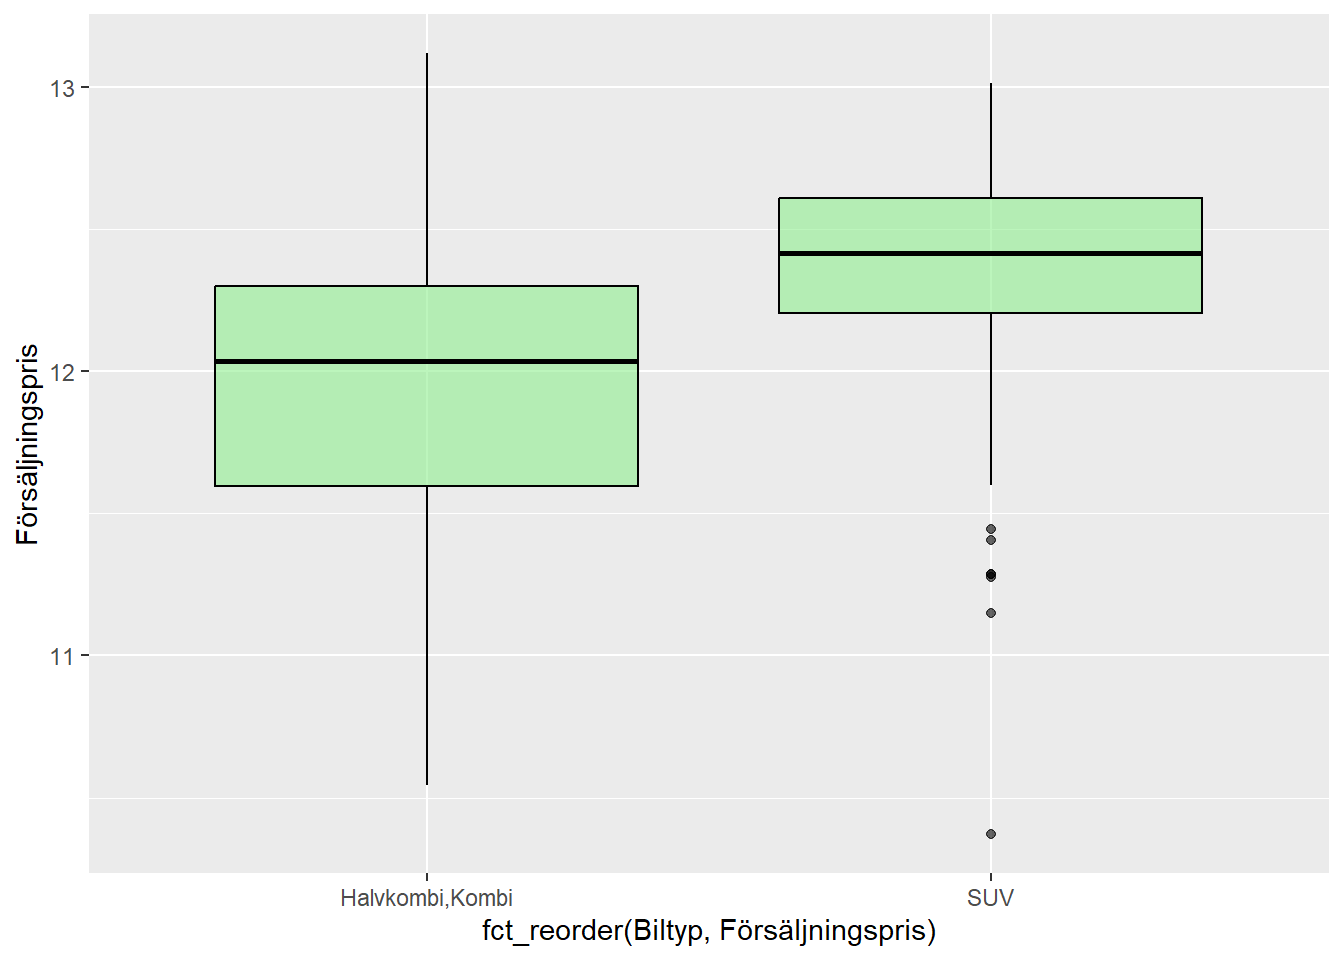 13
12
11
Försäljningspris
Halvkombi,Kombi
SUV
fct_reorder(Biltyp, Försäljningspris)